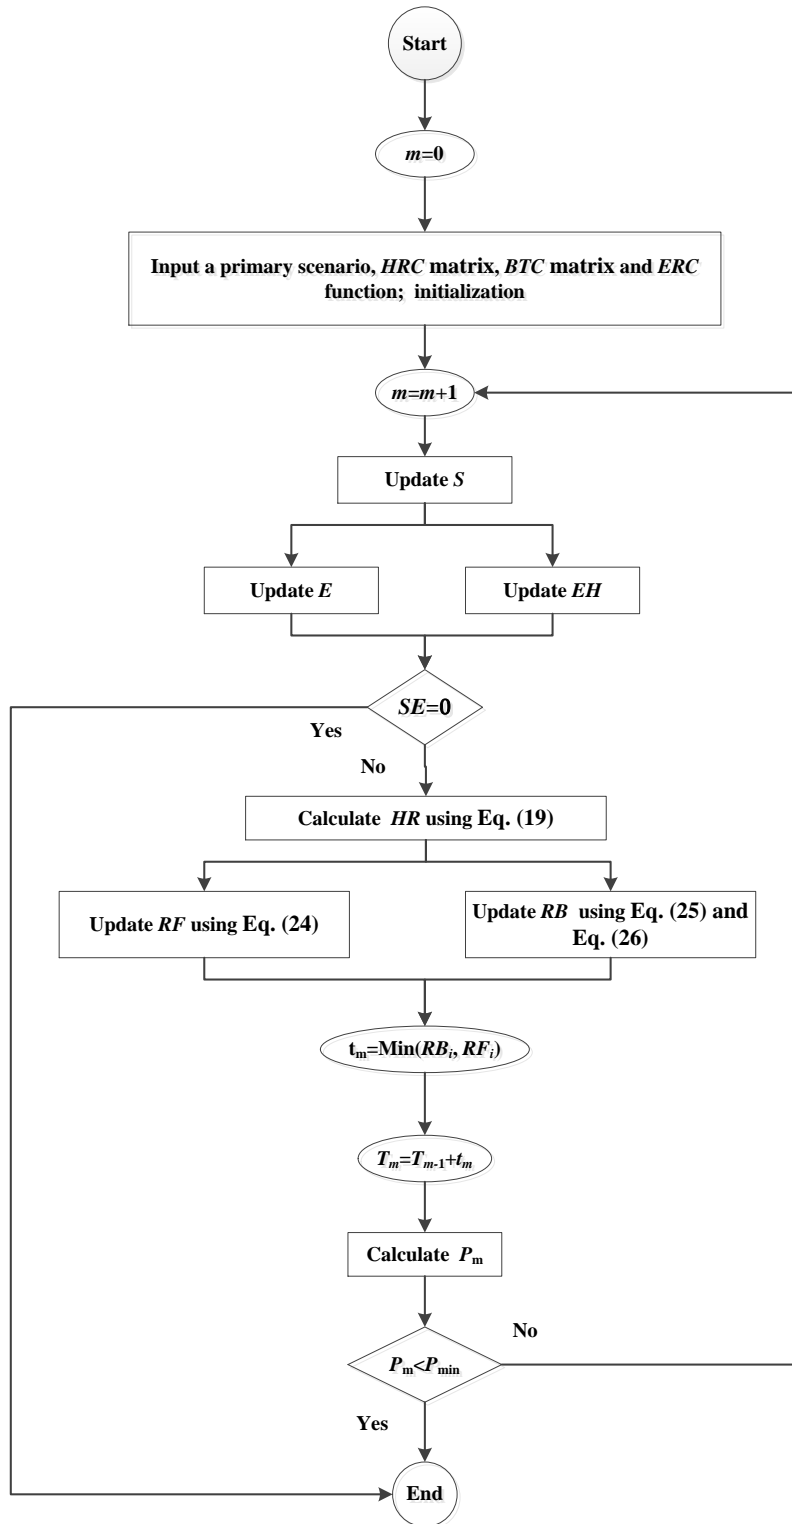 Start
m=0
Input a primary scenario, HRC matrix, BTC matrix and ERC
function; initialization
m=m+1
Update S
Update E
Update EH
SE=0
Yes
No
Calculate HR using Eq. (19)
Update RF using Eq. (24)
Update RB using Eq. (25) and
Eq. (26)
tm=Min(RBi, RFi)
Tm=Tm-1+tm
Calculate Pm
No
Pm<Pmin
Yes
End